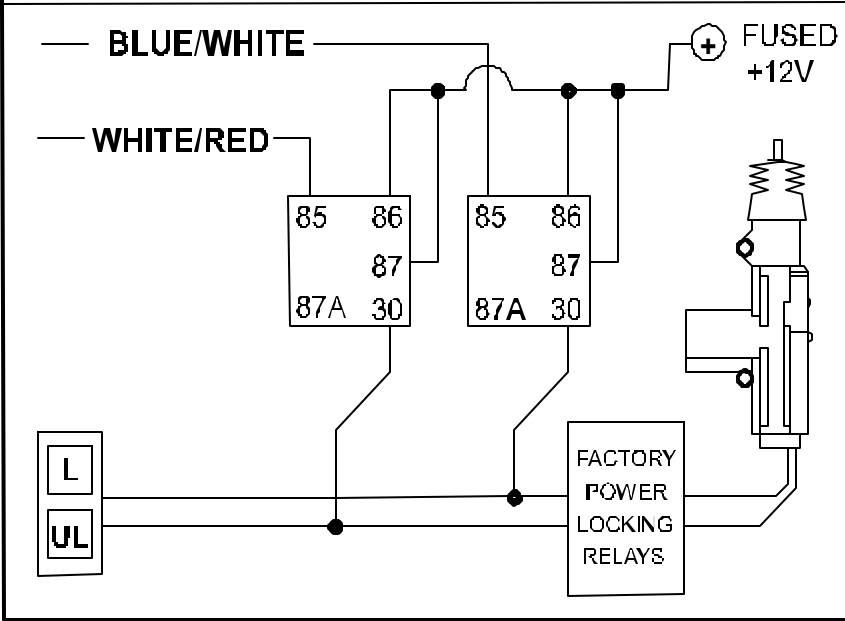 BLUE/WHITE
+ FUSED
+12V
WHITE/RED
85 86
87
87A 30
85 86
87
87A 30
L
UL
FACTORY
POWER
LOCKING
RELAYS